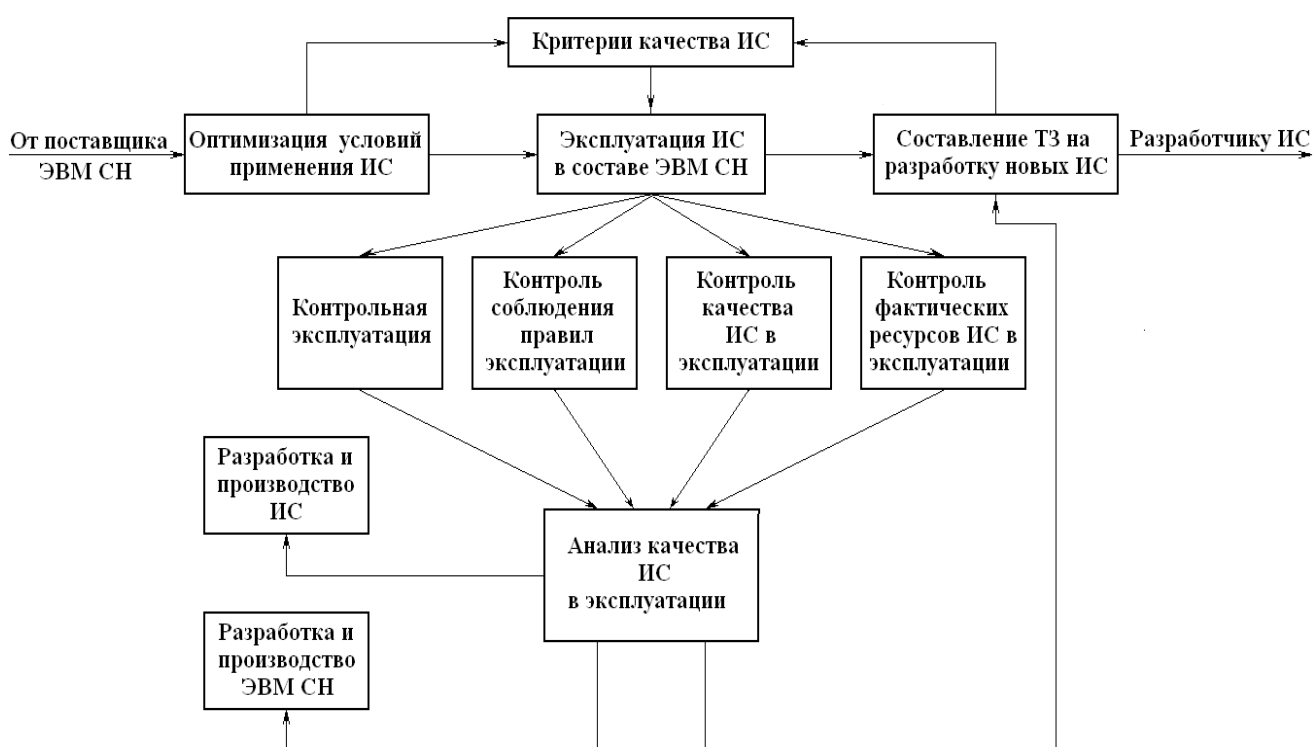 Критерии качества ИС
От поставщика
ЭВМ СН
Оптимизация условий
применения ИС
Эксплуатация ИС
в составе ЭВМ СН
Составление ТЗ на
разработку новых ИС
Разработчику ИС
Контрольная
эксплуатация
Контроль
соблюдения
правил
эксплуатации
Контроль
качества
ИС в
эксплуатации
Контроль
фактических
ресурсов ИС в
эксплуатации
Разработка и
производство
ИС
Анализ качества
ИС
в эксплуатации
Разработка и
производство
ЭВМ СН